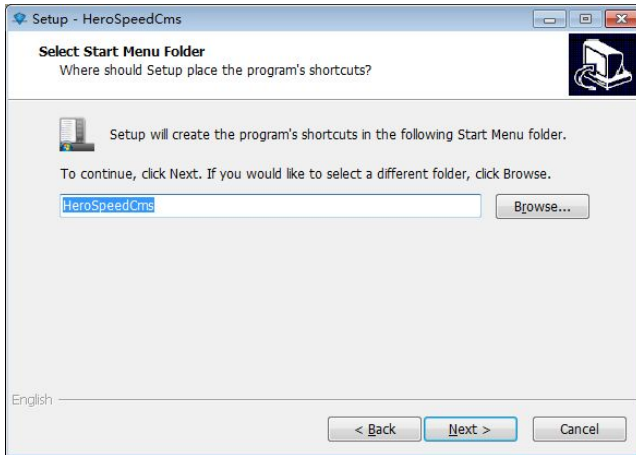 Setup - HeroSpeedCms
Select Start Menu Folder
Where should Setup place the program's shortcuts?
Setup will create the program's shortcuts in the following Start Menu folder.
To continue, click Next. If you would like to select a different folder, click Browse.
HeroSpeedCms
Browse...
English
< Back
Next >
Cancel